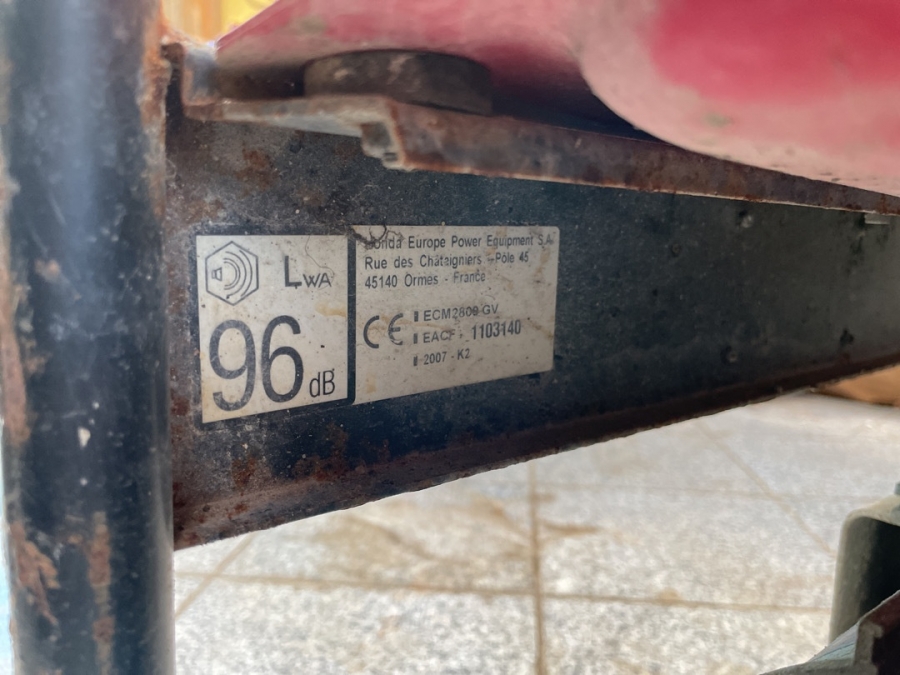 LWA
96 dB
Honda Europe Power Equipment S.A.
Rue des Châtaigniers - Pôle 45
45140 Ormes - France
CE
ECM2800 GV
EACF : 1103140
2007 - K2